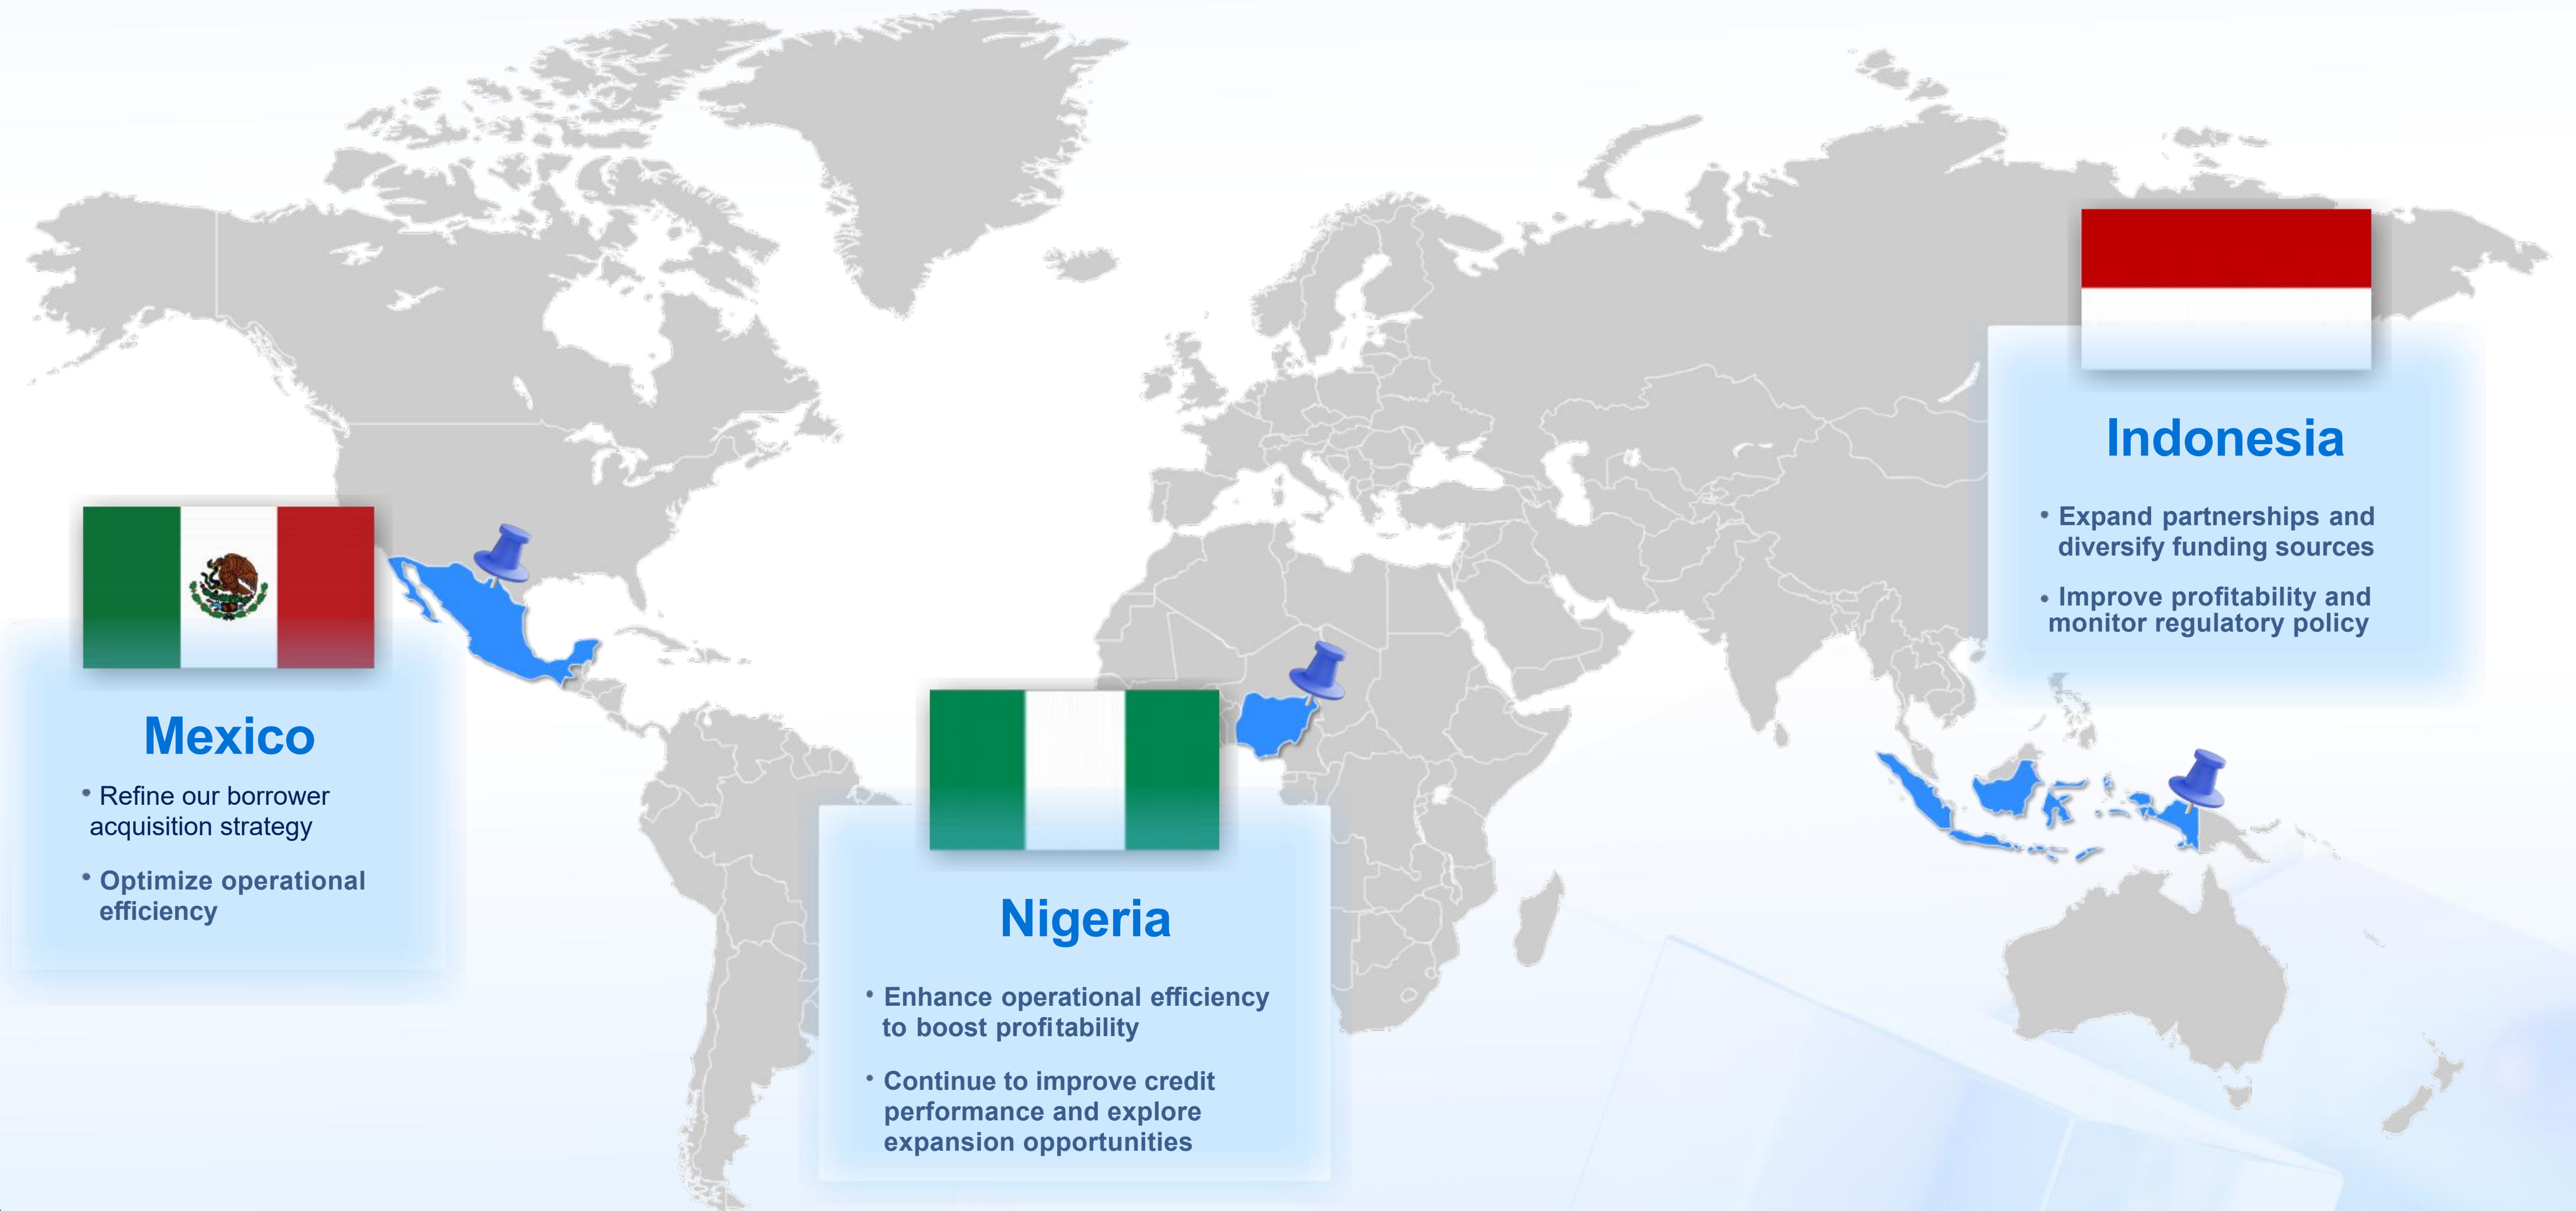 Mexico
• Refine our borrower
acquisition strategy
• Optimize operational
efficiency
Nigeria
• Enhance operational efficiency
to boost profitability
• Continue to improve credit
performance and explore
expansion opportunities
Indonesia
• Expand partnerships and
diversify funding sources
• Improve profitability and
monitor regulatory policy